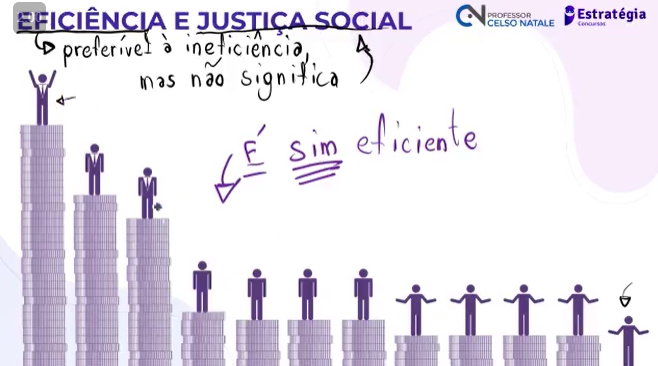 EFICIÊNCIA E JUSTIÇA SOCIAL
PROFESSOR
CELSO NATALE
Estratégia
Concursos
preferível à ineficiência,
mas não significa
É sim eficiente